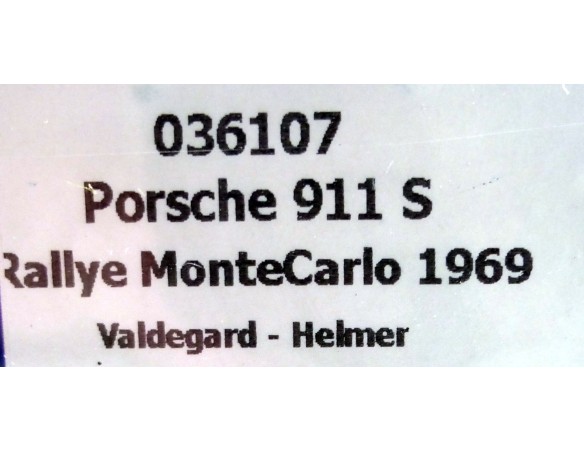 036107
Porsche 911 S
Rallye MonteCarlo 1969
Valdegard - Helmer